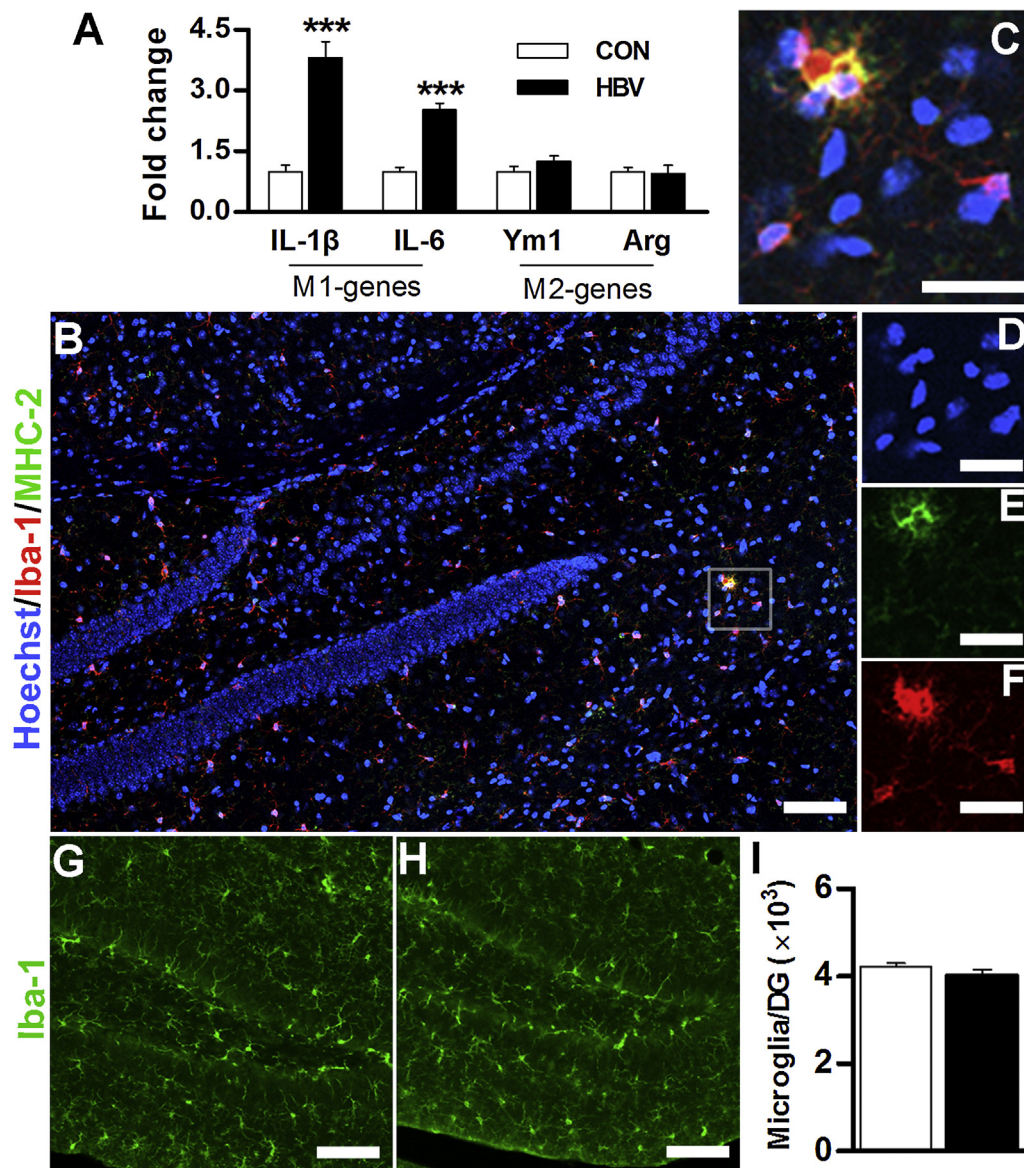 A
Fold change
4.5
3.0
1.5
0.0
***
***
CON
HBV
IL-1β IL-6 Ym1 Arg
M1-genes M2-genes
C
Hoechst/Iba-1/MHC-2
B
D
E
F
Iba-1
G
H
I
Microglia/DG (×10³)
6
4
2
0